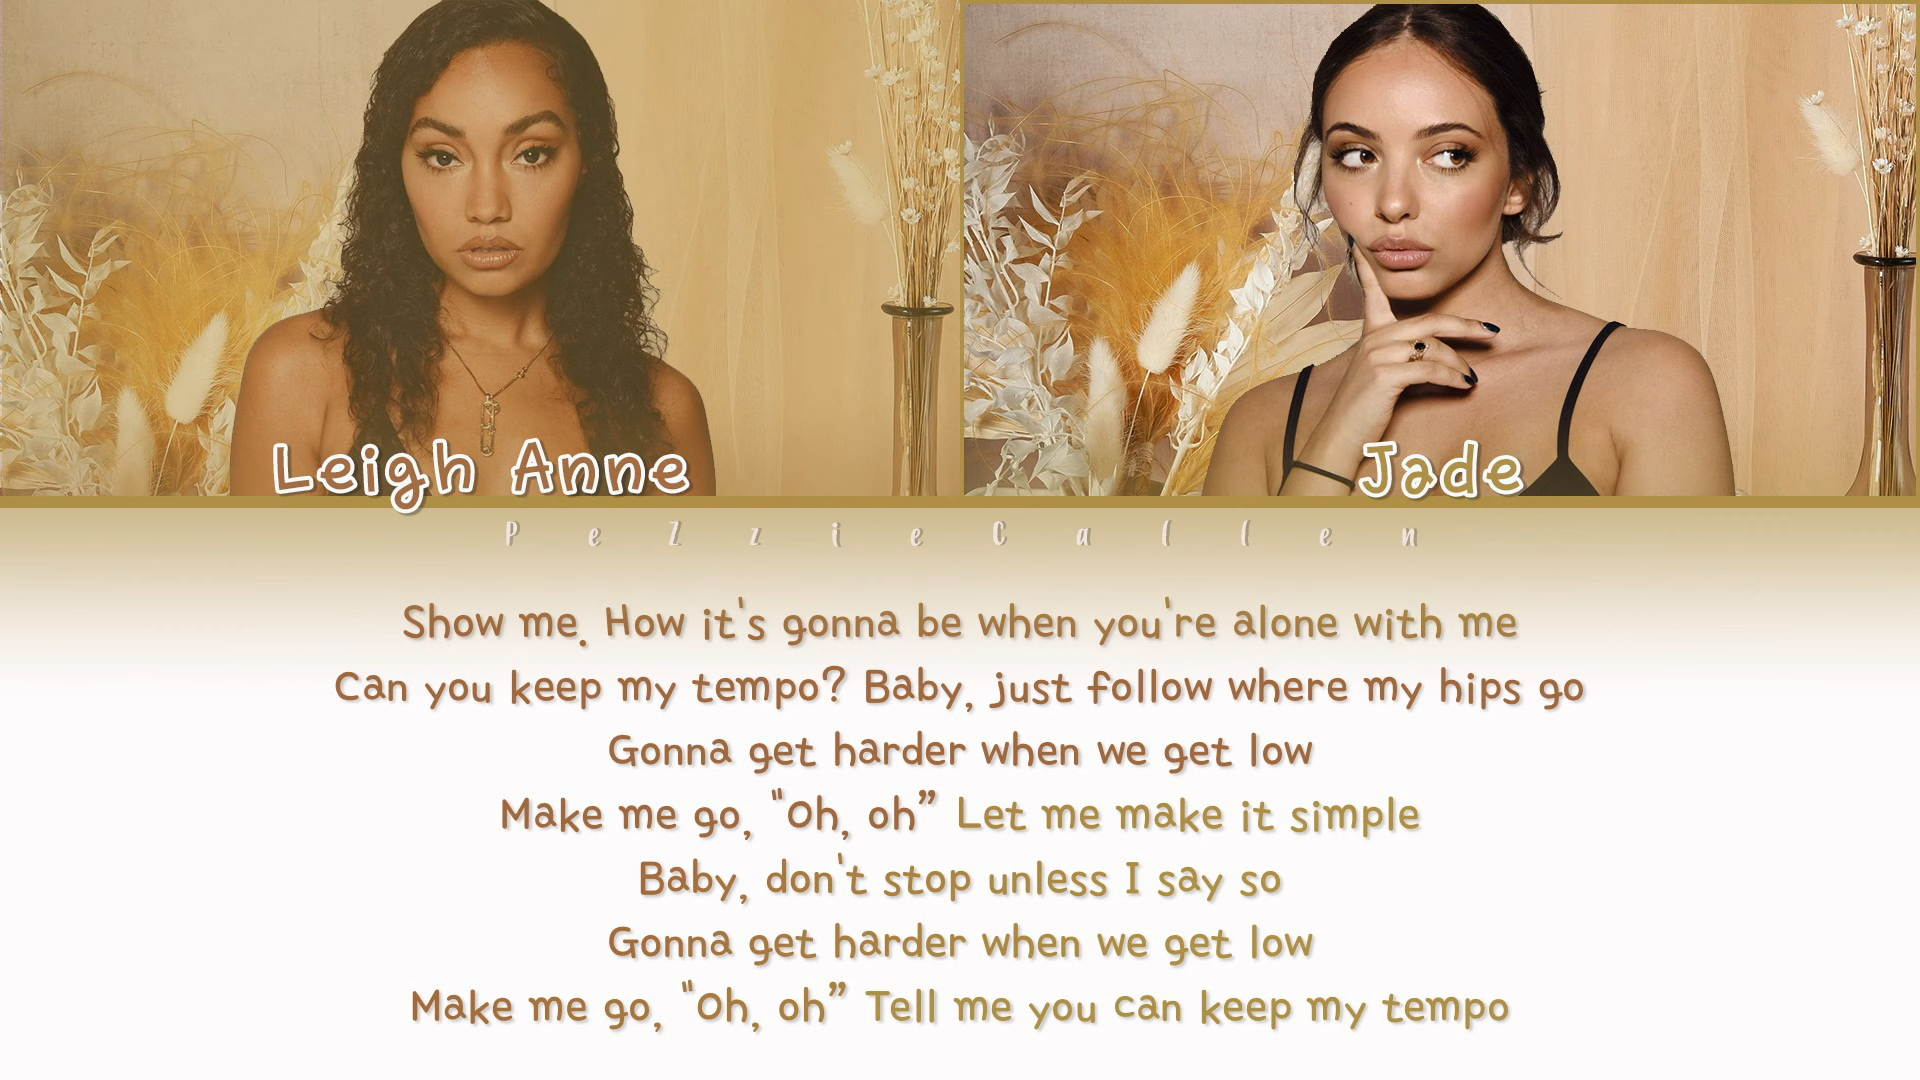 Leigh Anne
Jade
PeZzieCallen
Show me. How it's gonna be when you're alone with me
Can you keep my tempo? Baby, just follow where my hips go
Gonna get harder when we get low
Make me go, "Oh, oh” Let me make it simple
Baby, don't stop unless I say so
Gonna get harder when we get low
Make me go, "Oh, oh” Tell me you can keep my tempo